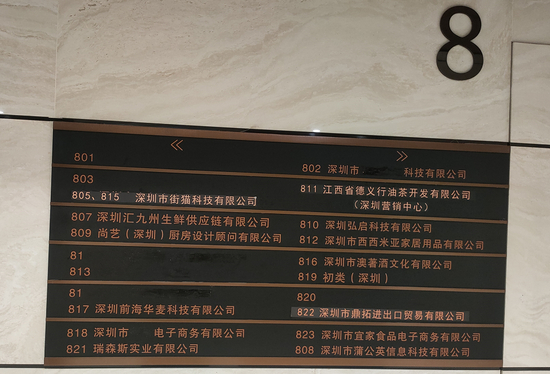 8
«
801
803
805、815 深圳市街猫科技有限公司
807 深圳汇九州生鲜供应链有限公司
809 尚艺（深圳）厨房设计顾问有限公司
81
813
81
817 深圳前海华麦科技有限公司
818 深圳市 电子商务有限公司
821 瑞森斯实业有限公司
»
802 深圳市 科技有限公司
811 江西省德义行油茶开发有限公司
（深圳营销中心）
810 深圳弘启科技有限公司
812 深圳市西西米亚家居用品有限公司
816 深圳市澳著酒文化有限公司
819 初类（深圳）
820
822 深圳市鼎拓进出口贸易有限公司
823 深圳市宜家食品电子商务有限公司
808 深圳市蒲公英信息科技有限公司